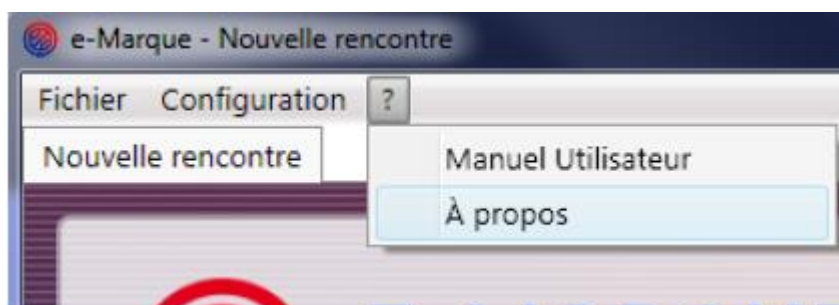 e-Marque - Nouvelle rencontre
Fichier Configuration ?
Nouvelle rencontre
Manuel Utilisateur
À propos